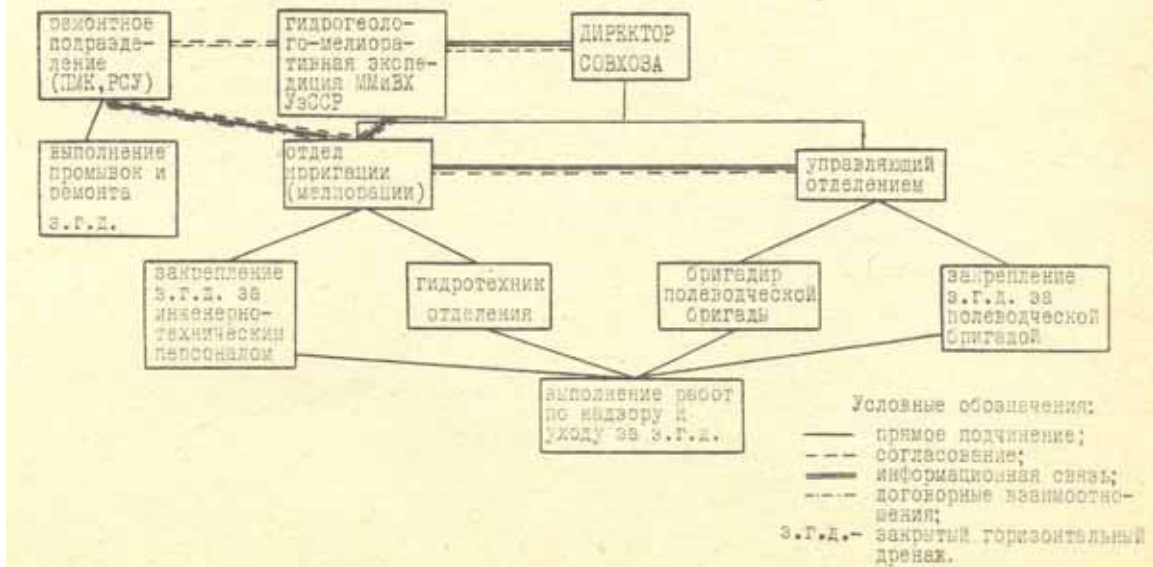 ремонтное
подразде-
ление
(ПМК,РСУ)
гидрогеоло-
го-мелиора-
тивная экспе-
диция ММиВХ
УзССР
ДИРЕКТОР
СОВХОЗА
выполнение
промывок и
ремонта
з.г.д.
отдел
ирригации
(мелиорации)
управляющий
отделением
закрепление
з.г.д. за
инженерно-
техническим
персоналом
гидротехник
отделения
бригадир
полеводческой
бригады
закрепление
з.г.д. за
полеводческой
бригадой
выполнение работ
по надзору и
уходу за з.г.д.
Условные обозначения:
прямое подчинение;
согласование;
информационная связь;
договорные взаимоотно-
шения;
з.г.д.- закрытый горизонтальный
дренаж.